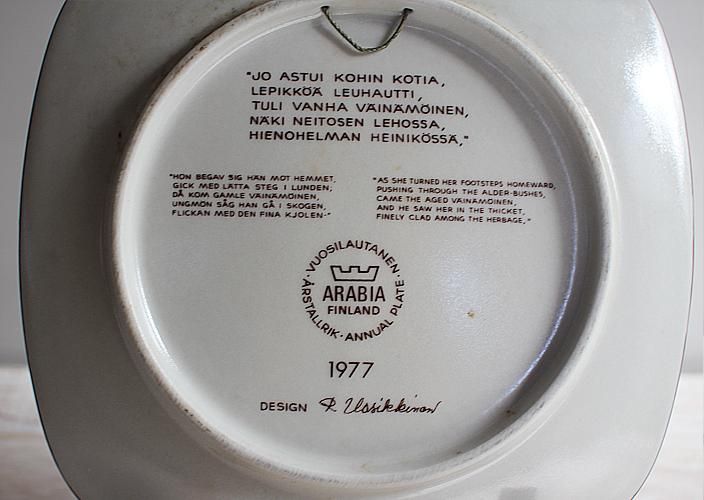 "JO ASTUI KOHIN KOTIA,
LEPIKKÖÄ LEUHAUTTI,
TULI VANHA VÄINÄMÖINEN,
NÄKI NEITOSEN LEHOSSA,
HIENOHELMAN HEINIKÖSSÄ,"
"HON BEGAV SIG HÄN MOT HEMMET,
GICK MED LÄTTA STEG I LUNDEN;
DÅ KOM GAMLE VÄINÄMÖINEN,
UNGMÖN SÅG HAN GÅ I SKOGEN,
FLICKAN MED DEN FINA KJOLEN-"
"AS SHE TURNED HER FOOTSTEPS HOMEWARD,
PUSHING THROUGH THE ALDER-BUSHES,
CAME THE AGED VÄINÄMÖINEN,
AND HE SAW HER IN THE THICKET,
FINELY CLAD AMONG THE HERBAGE,"
·VUOSILAUTANEN·
ARABIA
FINLAND
ÅRSTALLRIK·ANNUAL PLATE
1977
DESIGN R. Uosikkinen